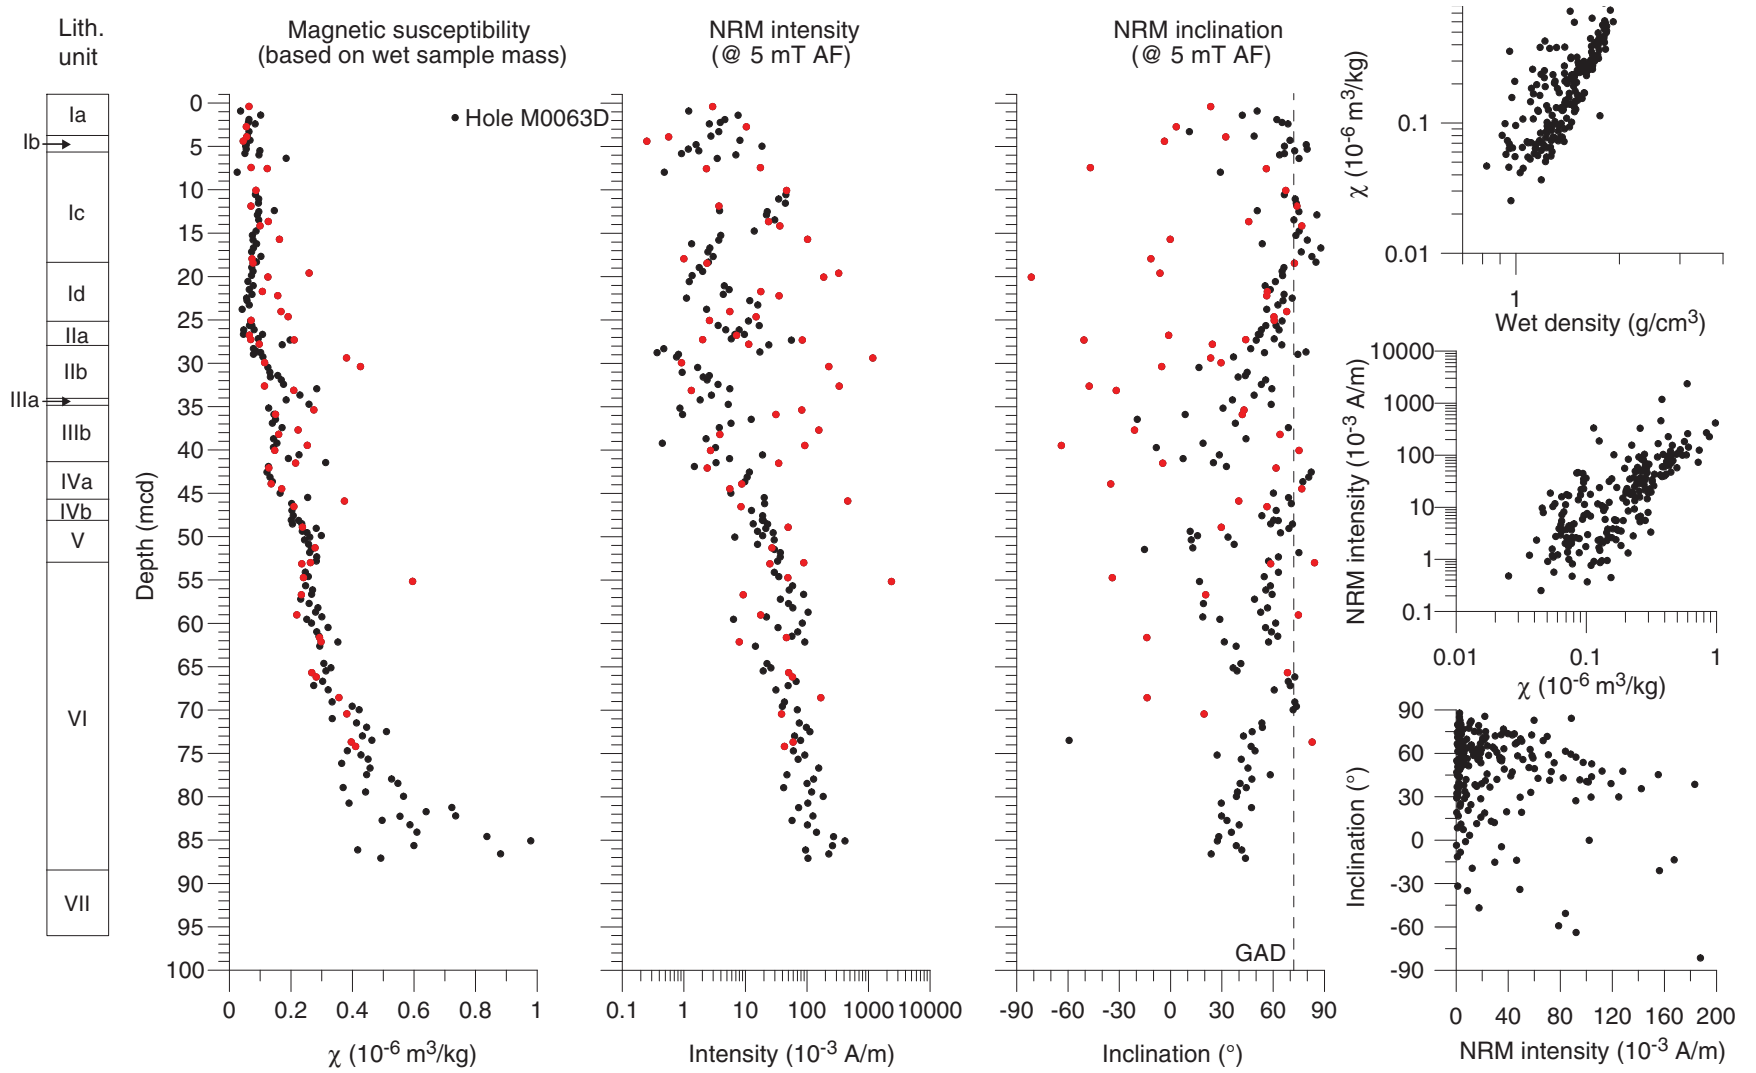 Lith.
unit
Ia
Ib
Ic
Id
IIa
IIb
IIIa
IIIb
IVa
IVb
V
VI
VII
Magnetic susceptibility
(based on wet sample mass)
Hole M0063D
Depth (mcd)
0
5
10
15
20
25
30
35
40
45
50
55
60
65
70
75
80
85
90
95
100
0 0.2 0.4 0.6 0.8 1
χ (10-6 m3/kg)
NRM intensity
(@ 5 mT AF)
0.1 1 10 100 1000 10000
Intensity (10-3 A/m)
NRM inclination
(@ 5 mT AF)
GAD
-90 -60 -30 0 30 60 90
Inclination (°)
χ (10-6 m3/kg)
0.1
0.01
1
Wet density (g/cm3)
NRM intensity (10-3 A/m)
10000
1000
100
10
1
0.1
0.01 0.1 1
χ (10-6 m3/kg)
Inclination (°)
90
60
30
0
-30
-60
-90
0 40 80 120 160 200
NRM intensity (10-3 A/m)